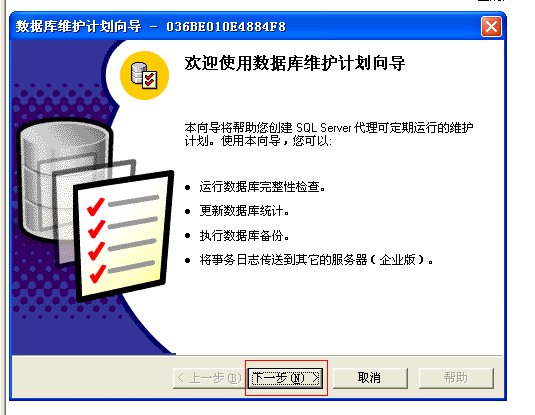 数据库维护计划向导 - 036BE010E4884F8
欢迎使用数据库维护计划向导
本向导将帮助您创建 SQL Server 代理可定期运行的维护
计划。使用本向导，您可以:
• 运行数据库完整性检查。
• 更新数据库统计。
• 执行数据库备份。
• 将事务日志传送到其它的服务器（企业版）。
< 上一步(B) 下一步(N) > 取消 帮助